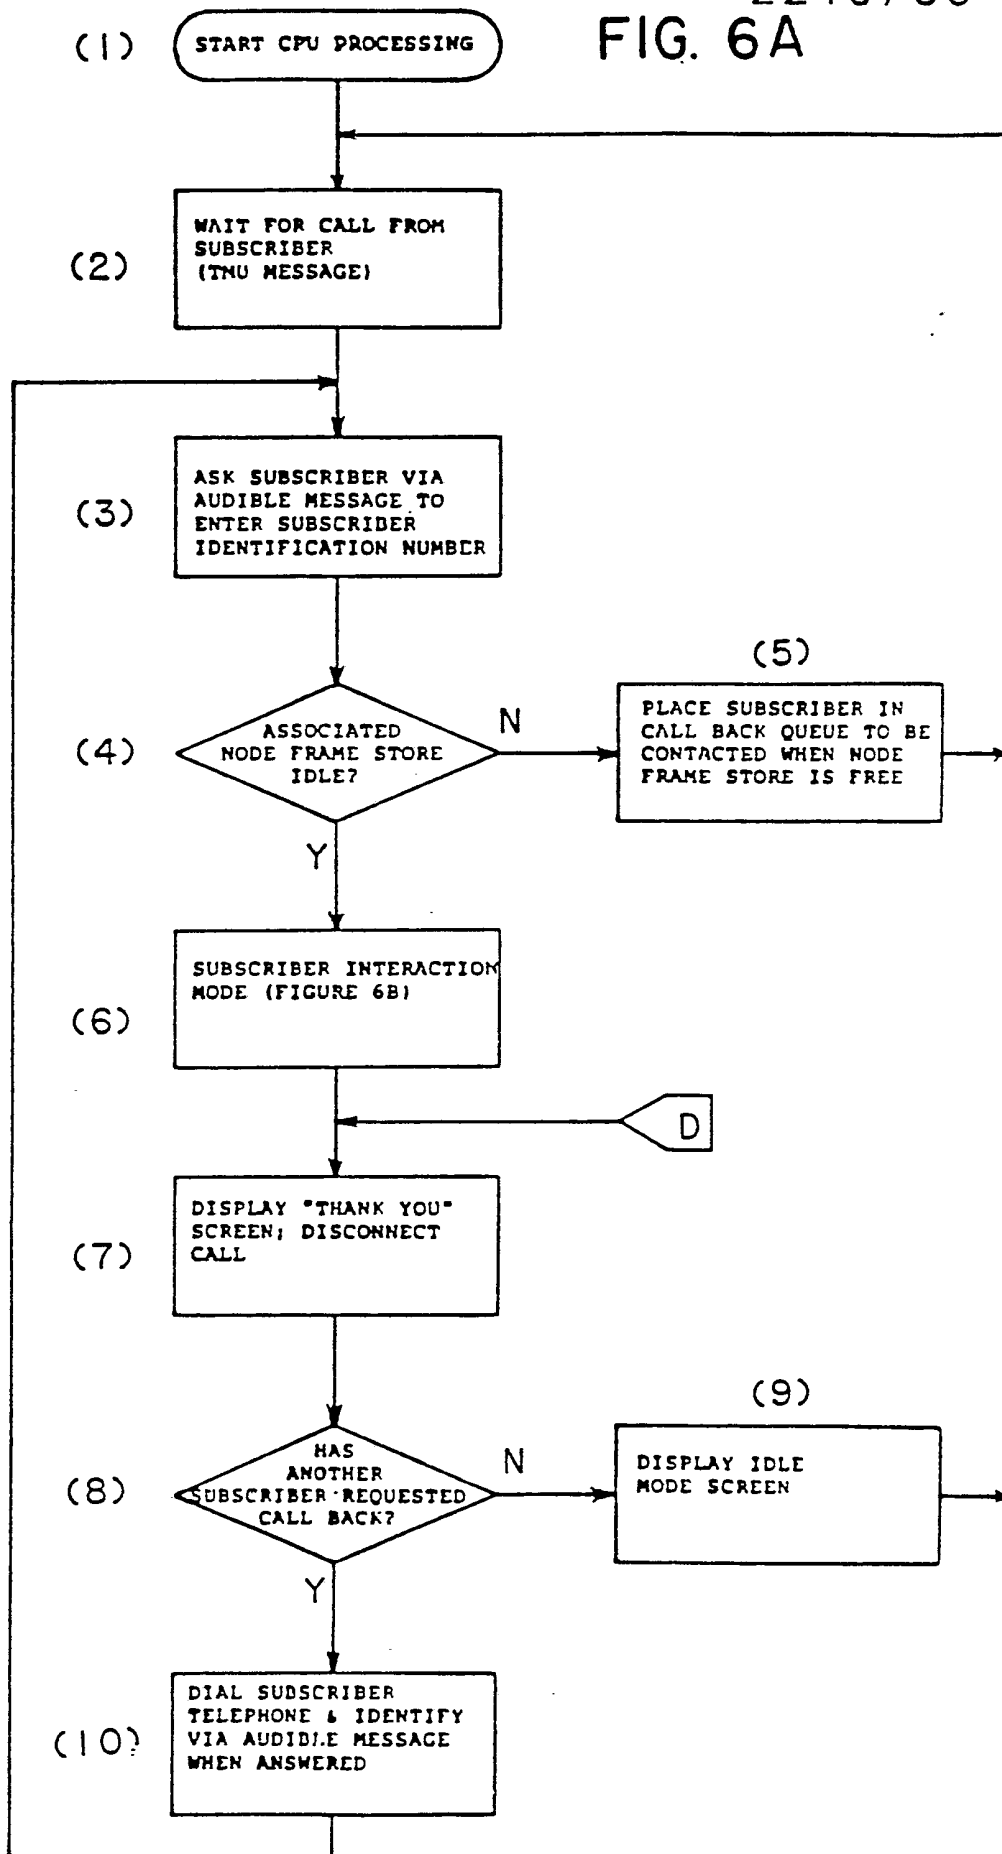 (1)
START CPU PROCESSING
FIG. 6A
(2)
WAIT FOR CALL FROM
SUBSCRIBER
(TMU MESSAGE)
(3)
ASK SUBSCRIBER VIA
AUDIBLE MESSAGE TO
ENTER SUBSCRIBER
IDENTIFICATION NUMBER
(4)
ASSOCIATED
NODE FRAME STORE
IDLE?
N
Y
(5)
PLACE SUBSCRIBER IN
CALL BACK QUEUE TO BE
CONTACTED WHEN NODE
FRAME STORE IS FREE
(6)
SUBSCRIBER INTERACTION
MODE (FIGURE 6B)
D
(7)
DISPLAY "THANK YOU"
SCREEN; DISCONNECT
CALL
(8)
HAS
ANOTHER
SUBSCRIBER REQUESTED
CALL BACK?
N
Y
(9)
DISPLAY IDLE
MODE SCREEN
(10)
DIAL SUBSCRIBER
TELEPHONE & IDENTIFY
VIA AUDIBLE MESSAGE
WHEN ANSWERED